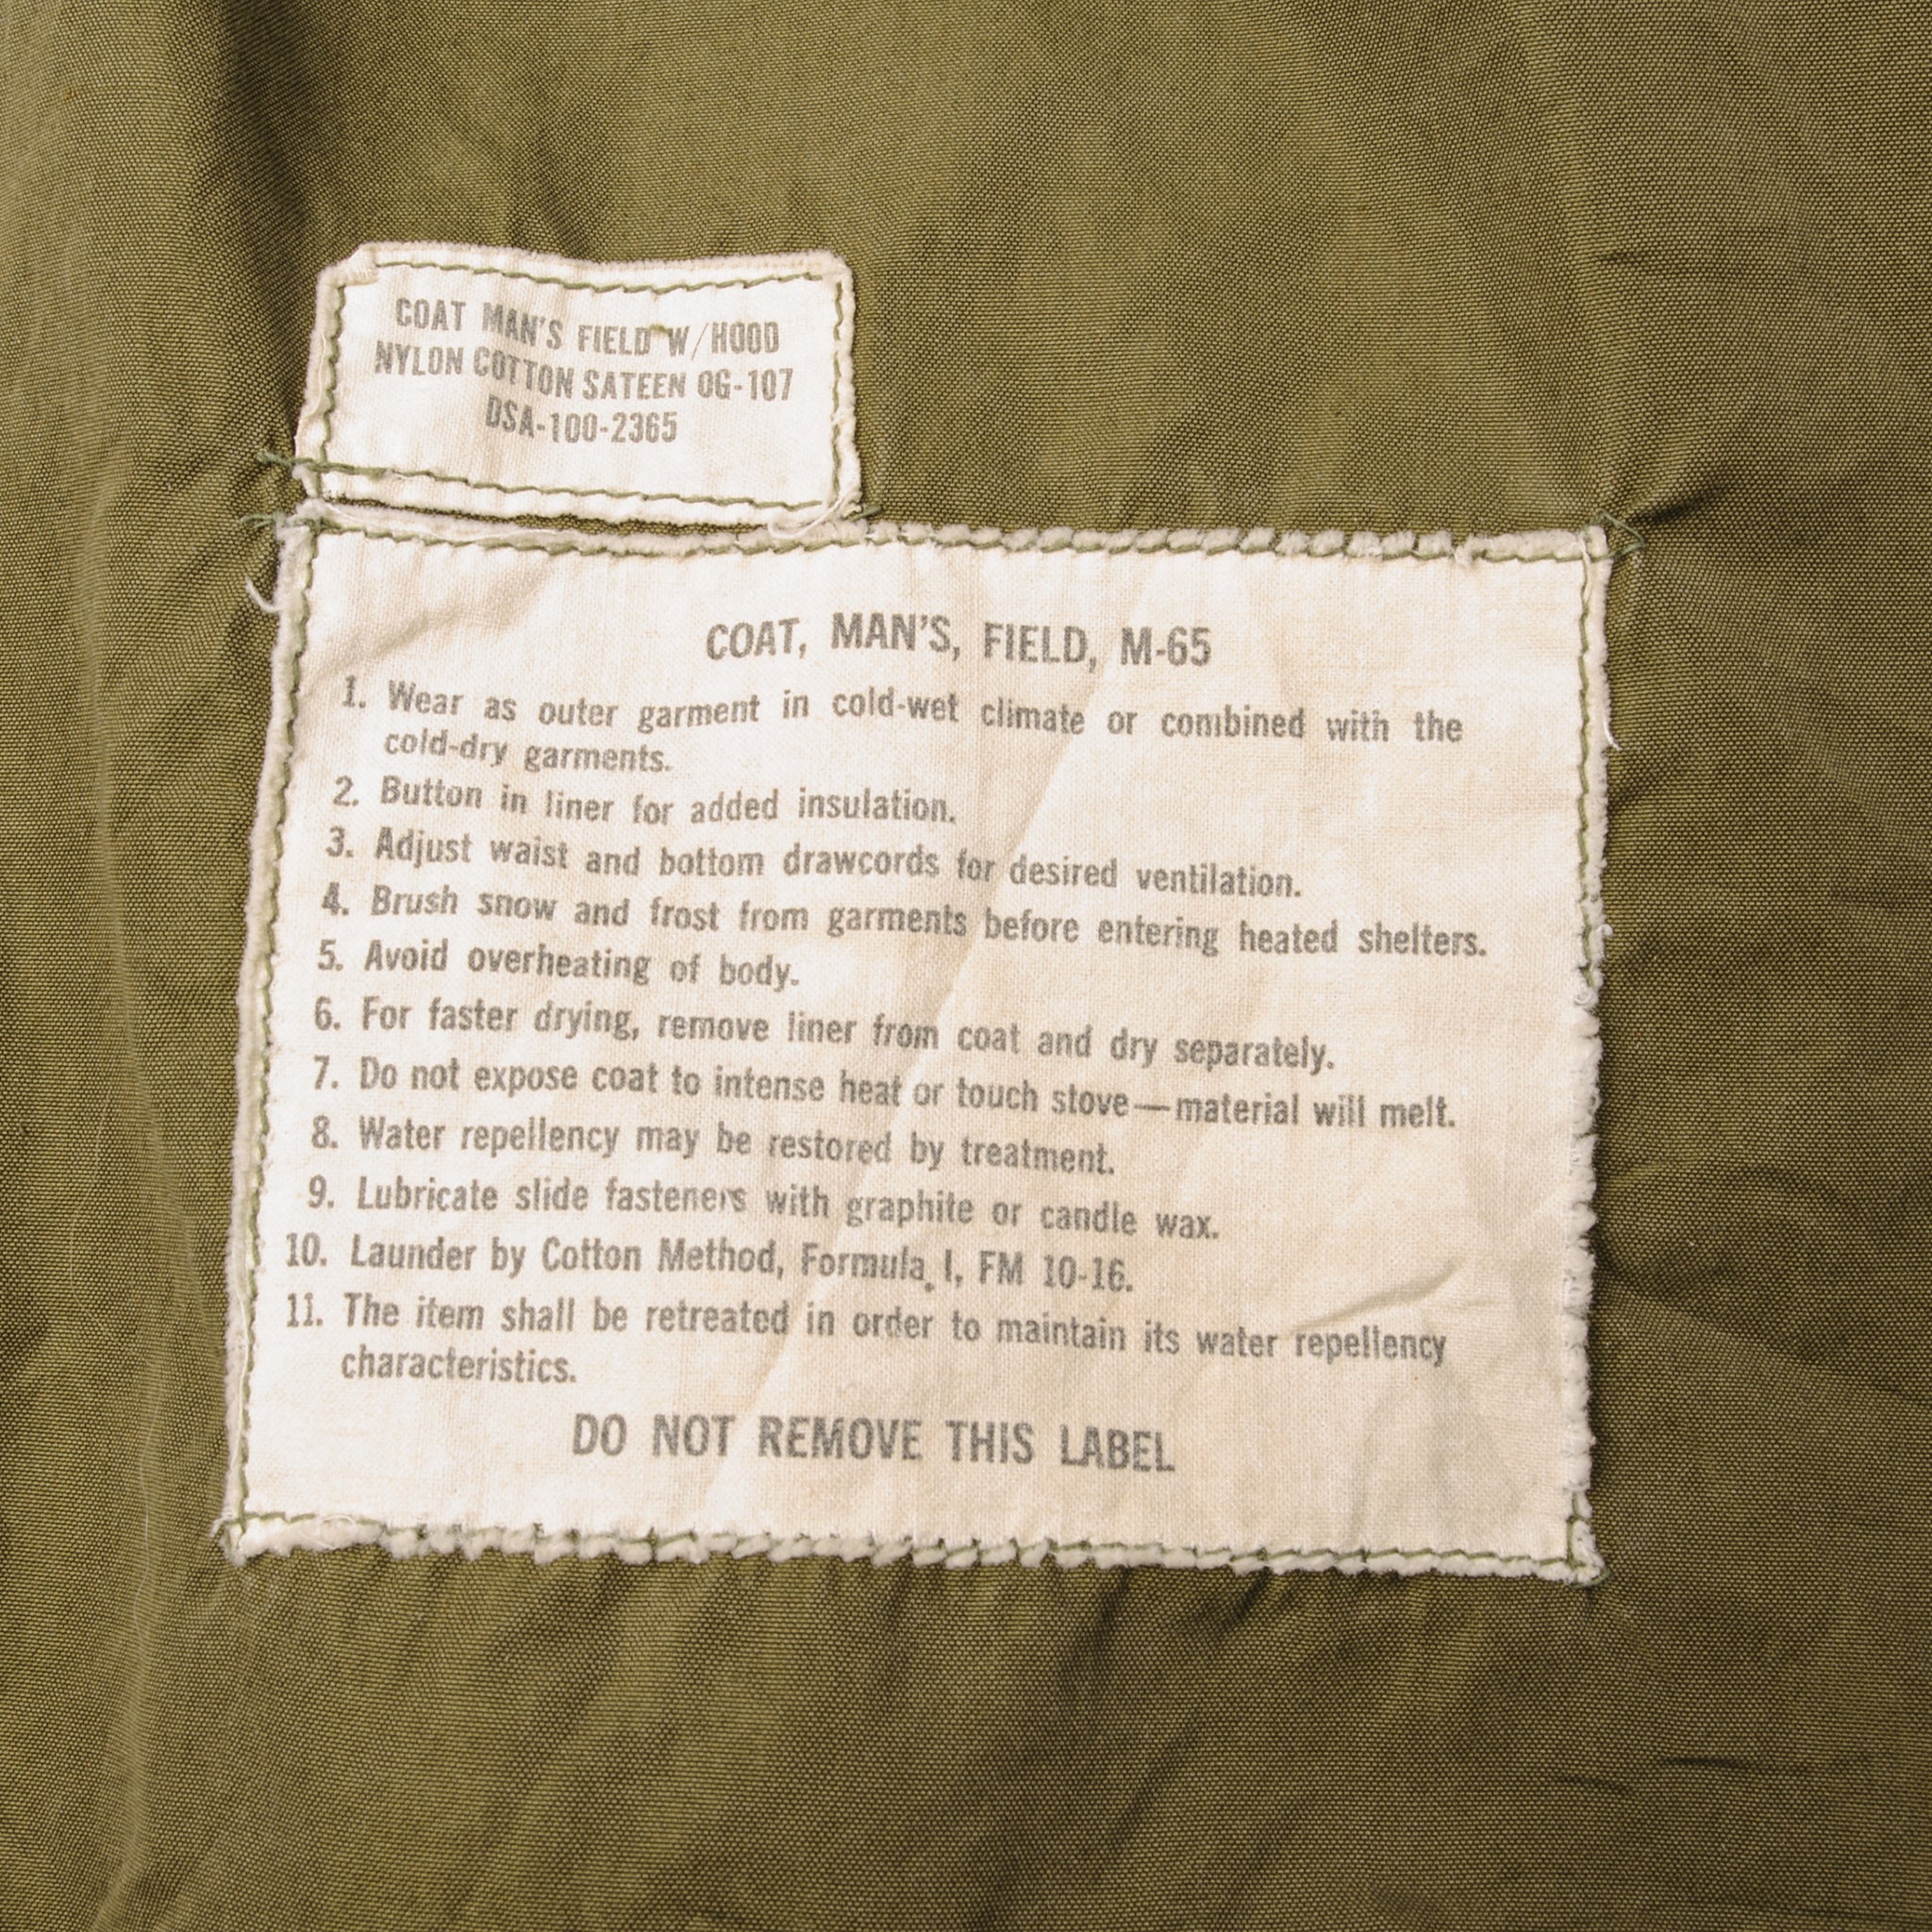 COAT MAN'S FIELD W/HOOD
NYLON COTTON SATEEN OG-107
DSA-100-2365
COAT, MAN'S, FIELD, M-65
1. Wear as outer garment in cold-wet climate or combined with the
cold-dry garments.
2. Button in liner for added insulation.
3. Adjust waist and bottom drawcords for desired ventilation.
4. Brush snow and frost from garments before entering heated shelters.
5. Avoid overheating of body.
6. For faster drying, remove liner from coat and dry separately.
7. Do not expose coat to intense heat or touch stove—material will melt.
8. Water repellency may be restored by treatment.
9. Lubricate slide fasteners with graphite or candle wax.
10. Launder by Cotton Method, Formula I, FM 10-16.
11. The item shall be retreated in order to maintain its water repellency
characteristics.
DO NOT REMOVE THIS LABEL